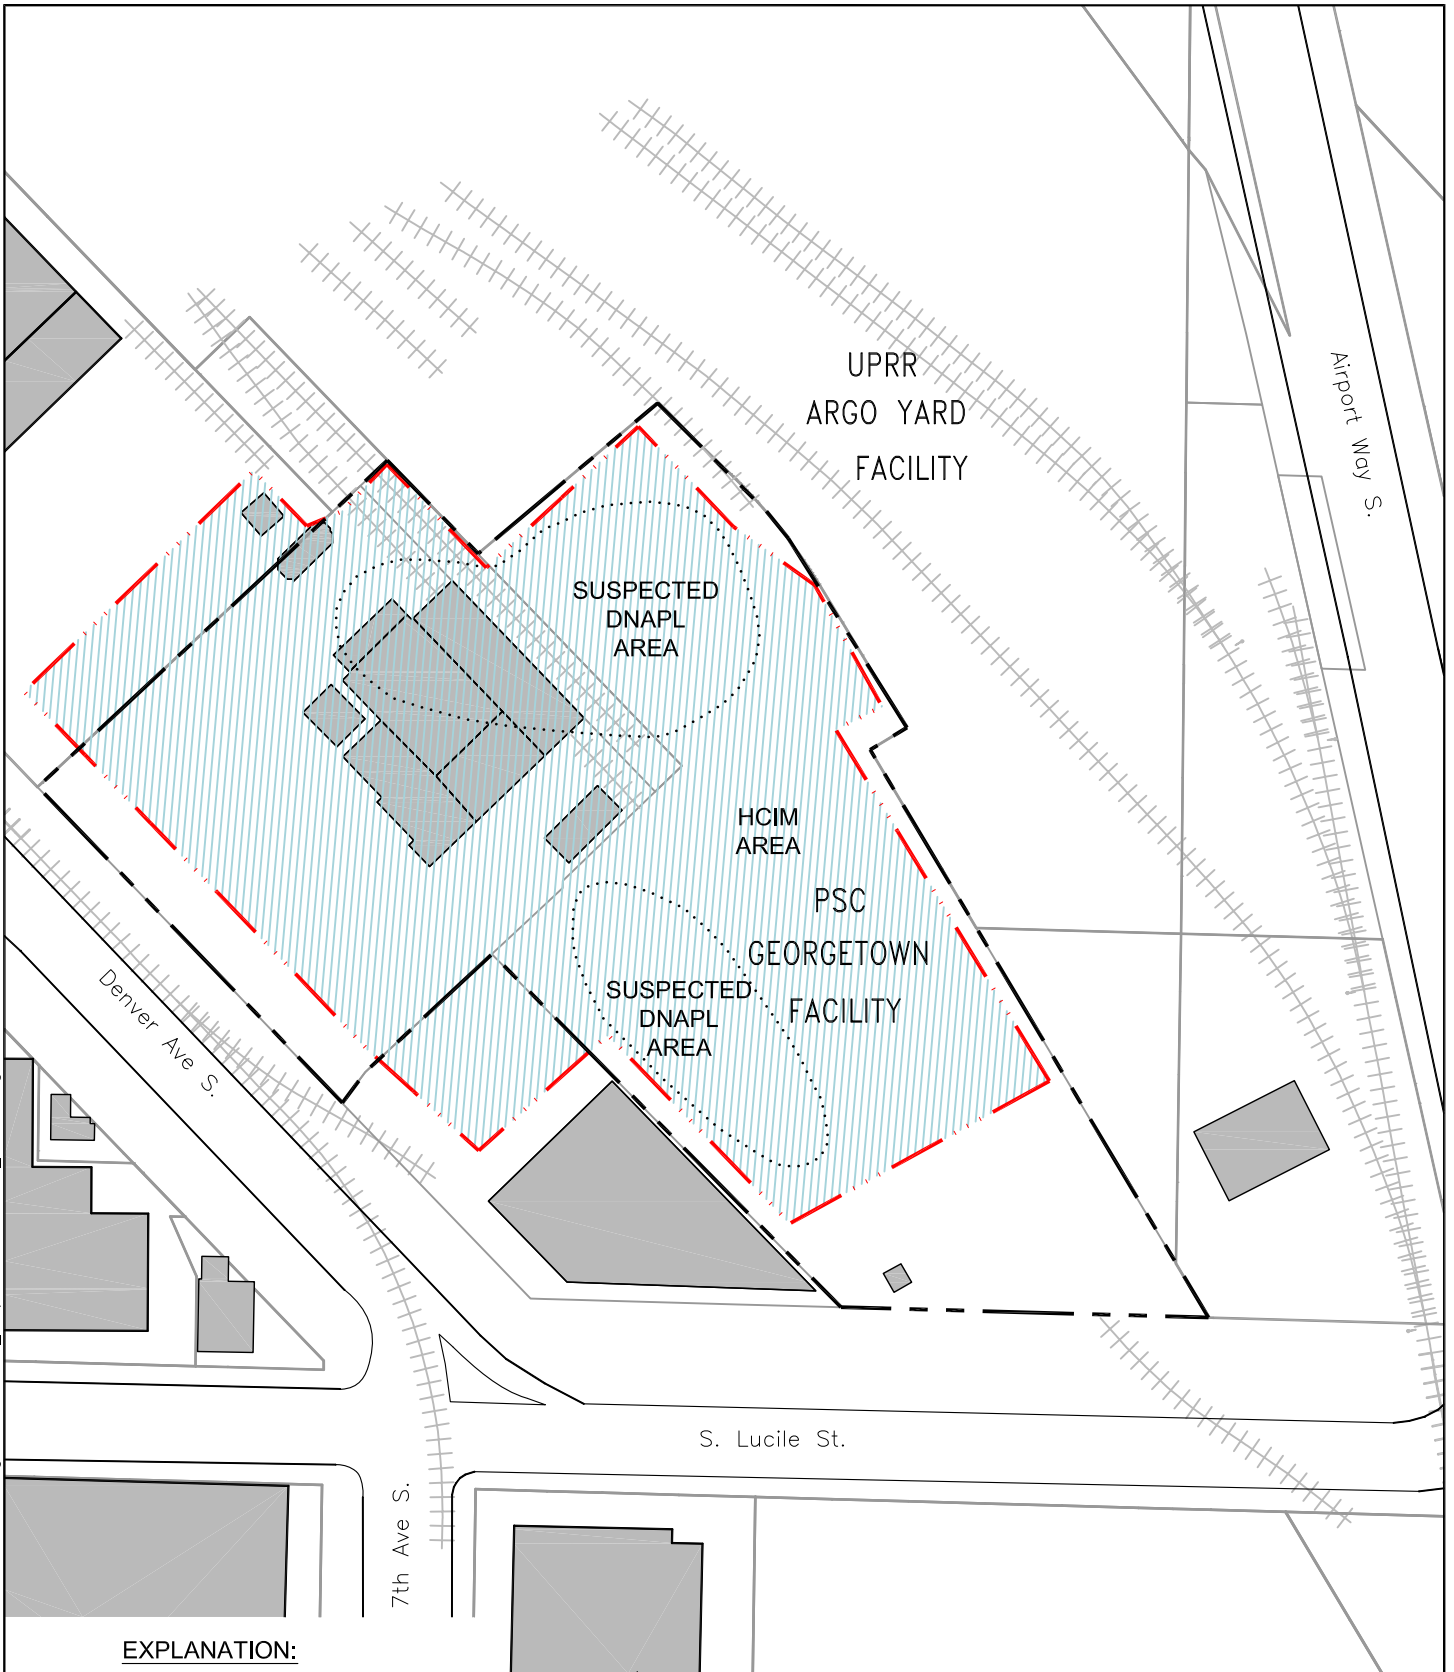 UPRR
ARGO YARD
FACILITY
Airport Way S.
SUSPECTED
DNAPL
AREA
HCIM
AREA
PSC
GEORGETOWN
FACILITY
SUSPECTED
DNAPL
AREA
Denver Ave S.
S. Lucile St.
7th Ave S.
EXPLANATION: